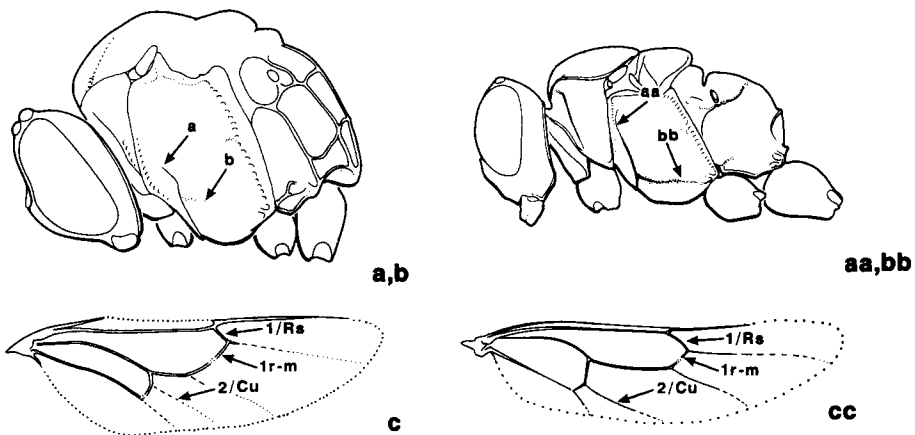 a
b
a,b
aa
bb
aa,bb
1/Rs
1r-m
2/Cu
c
1/Rs
1r-m
2/Cu
cc